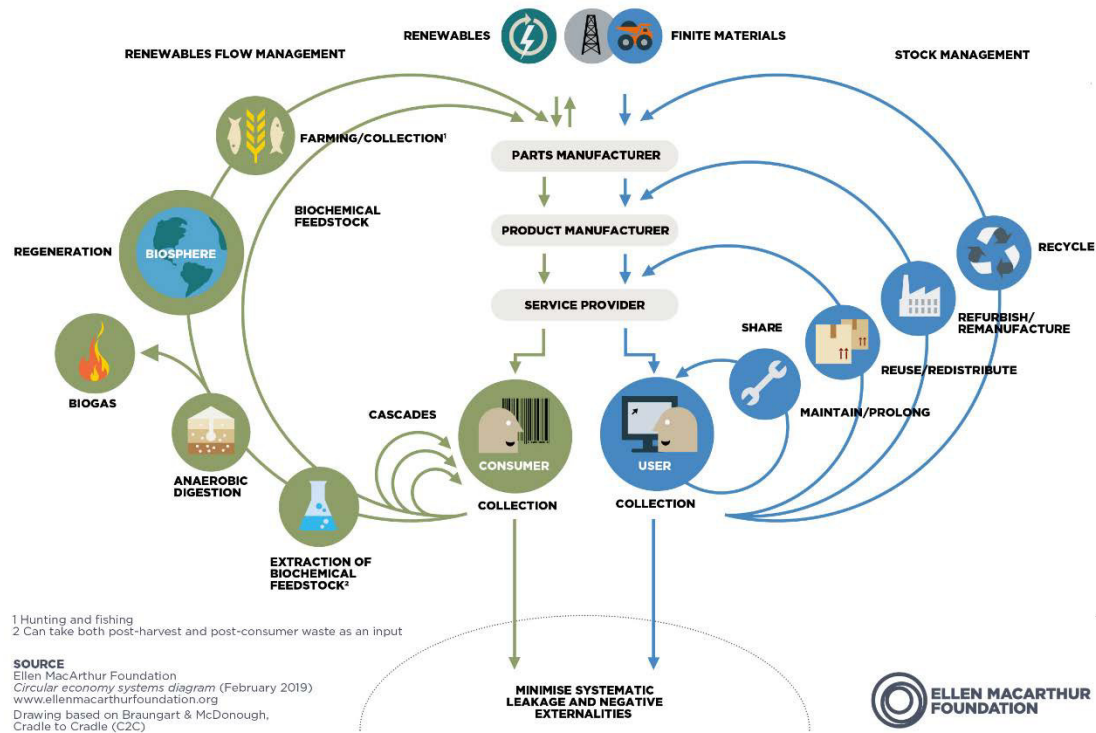 RENEWABLES
FINITE MATERIALS
RENEWABLES FLOW MANAGEMENT
STOCK MANAGEMENT
FARMING/COLLECTION¹
PARTS MANUFACTURER
BIOCHEMICAL
FEEDSTOCK
PRODUCT MANUFACTURER
REGENERATION
BIOSPHERE
RECYCLE
SERVICE PROVIDER
SHARE
REFURBISH/
REMANUFACTURE
REUSE/REDISTRIBUTE
BIOGAS
CASCADES
MAINTAIN/PROLONG
CONSUMER
USER
ANAEROBIC
DIGESTION
COLLECTION
COLLECTION
EXTRACTION OF
BIOCHEMICAL
FEEDSTOCK²
1 Hunting and fishing
2 Can take both post-harvest and post-consumer waste as an input
SOURCE
Ellen MacArthur Foundation
Circular economy systems diagram (February 2019)
www.ellenmacarthurfoundation.org
Drawing based on Braungart & McDonough,
Cradle to Cradle (C2C)
MINIMISE SYSTEMATIC
LEAKAGE AND NEGATIVE
EXTERNALITIES
ELLEN MACARTHUR
FOUNDATION